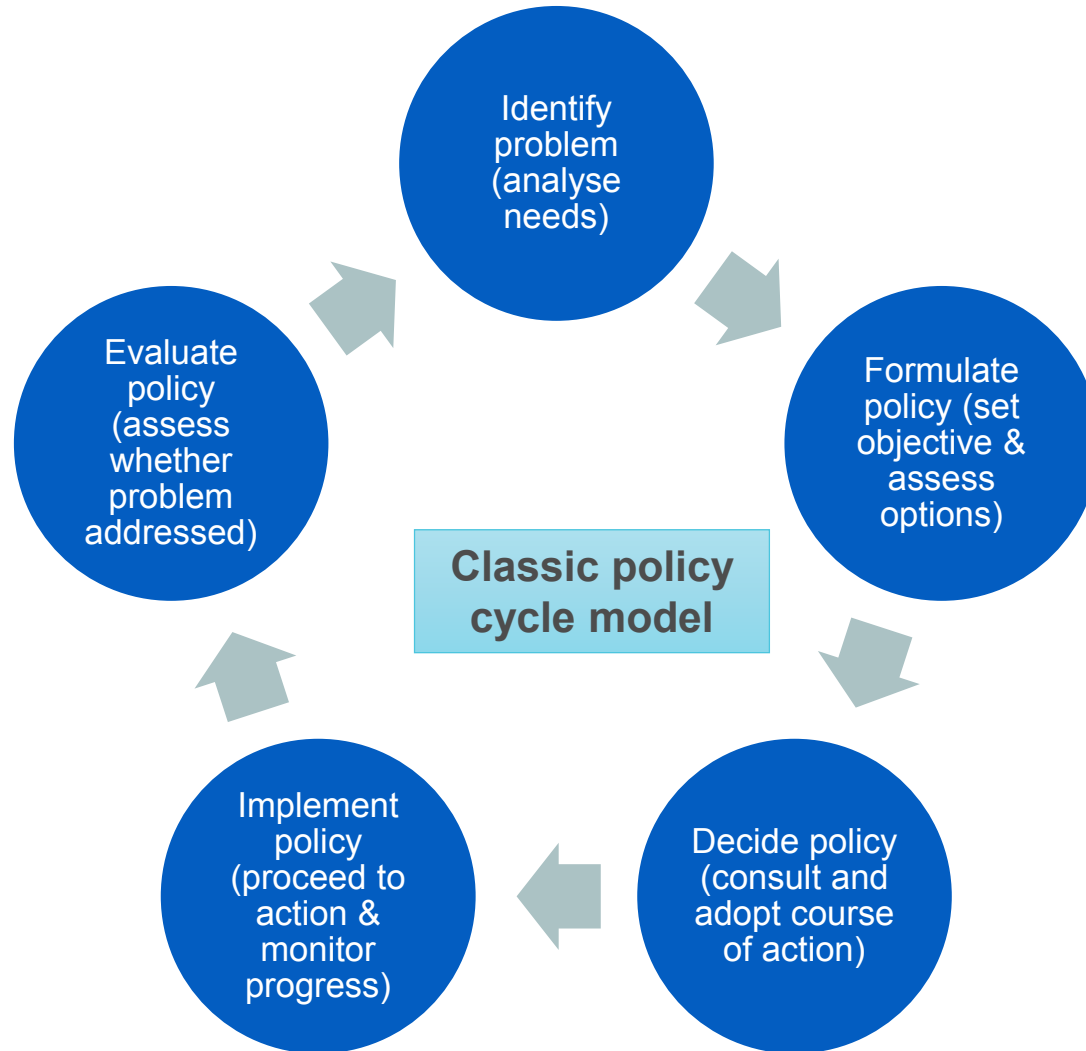 Identify
problem
(analyse
needs)
Formulate
policy (set
objective &
assess
options)
Decide policy
(consult and
adopt course
of action)
Implement
policy
(proceed to
action &
monitor
progress)
Evaluate
policy
(assess
whether
problem
addressed)
Classic policy
cycle model